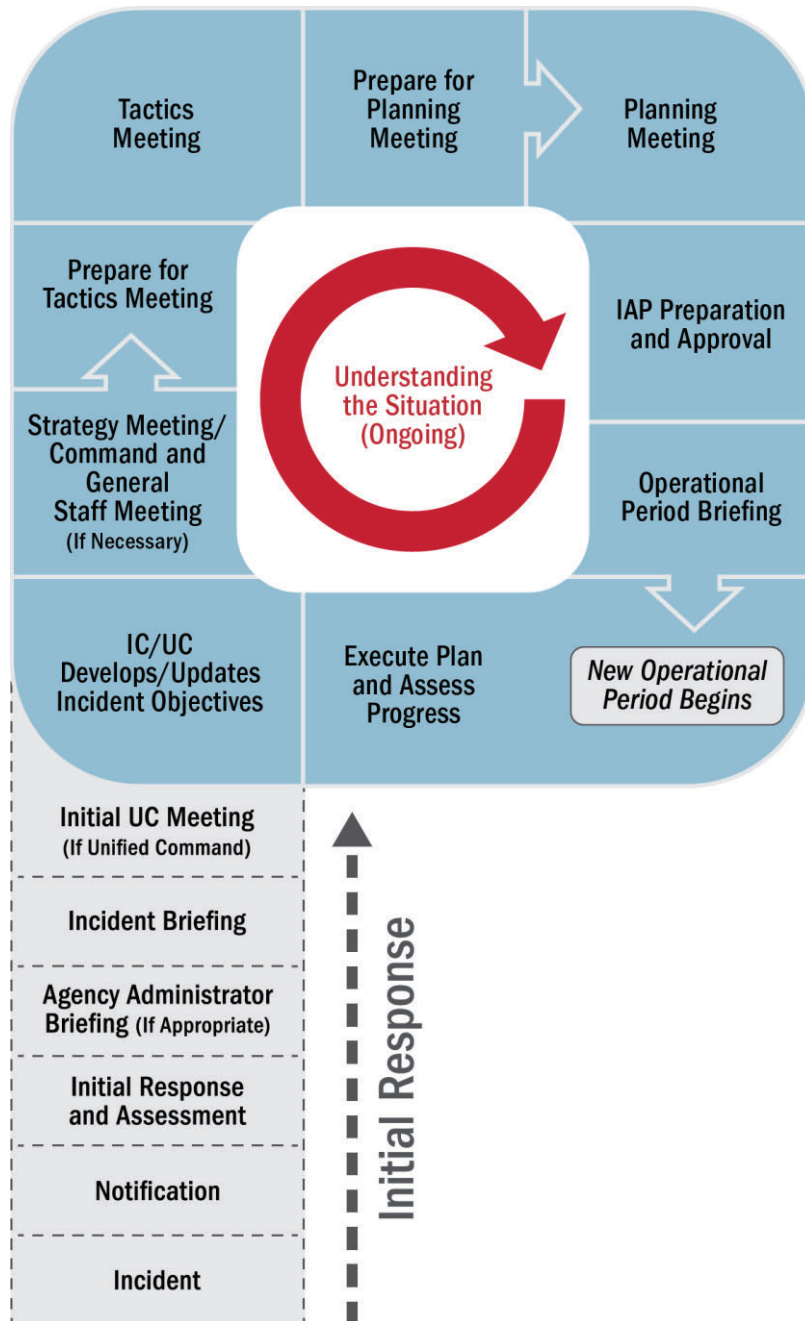 Tactics
Meeting
Prepare for
Planning
Meeting
Planning
Meeting
Prepare for
Tactics Meeting
Understanding
the Situation
(Ongoing)
IAP Preparation
and Approval
Strategy Meeting/
Command and
General
Staff Meeting
(If Necessary)
Operational
Period Briefing
IC/UC
Develops/Updates
Incident Objectives
Execute Plan
and Assess
Progress
New Operational
Period Begins
Initial UC Meeting
(If Unified Command)
Incident Briefing
Agency Administrator
Briefing (If Appropriate)
Initial Response
and Assessment
Notification
Incident
Initial Response